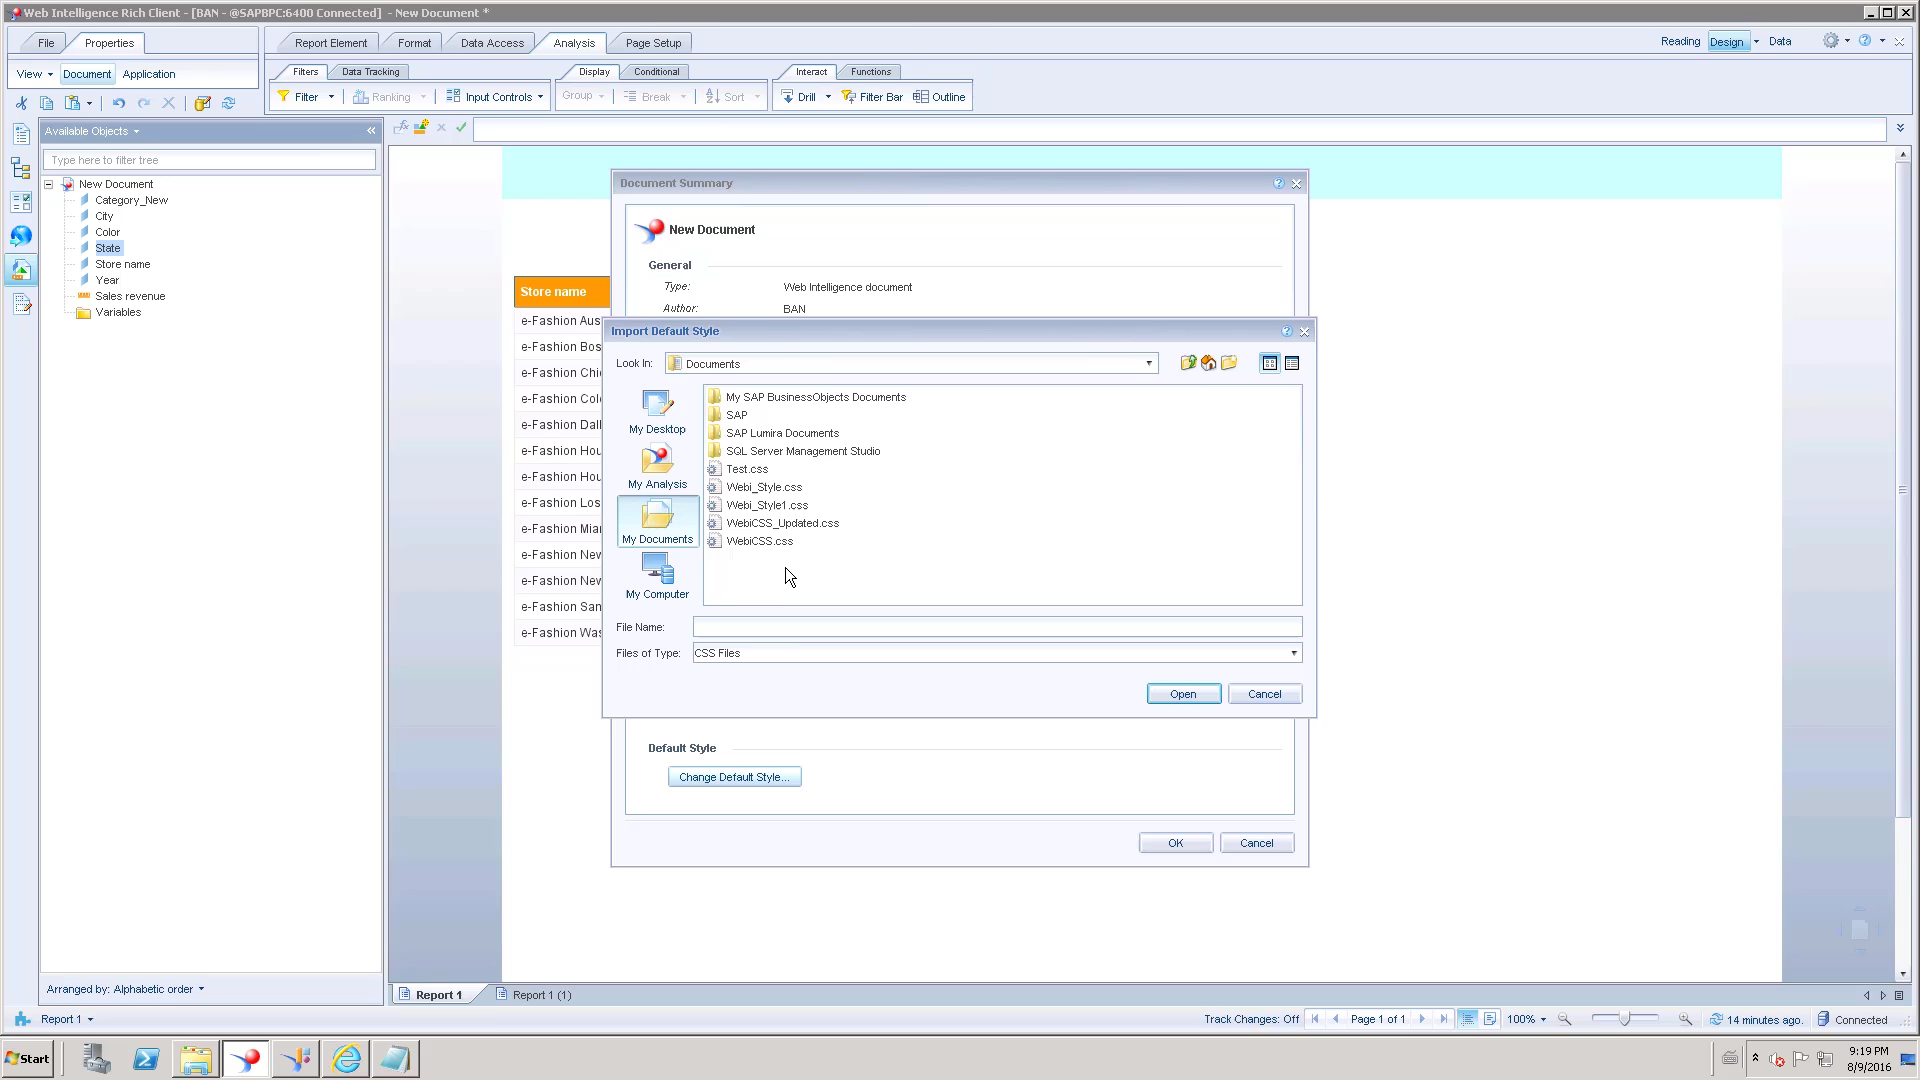 Web Intelligence Rich Client - [BAN - @SAPBPC:6400 Connected] - New Document *
File Properties Report Element Format Data Access Analysis Page Setup Reading Design Data
View Document Application
Filters Data Tracking Display Conditional Interact Functions
Filter Ranking Input Controls Group Break Sort Drill Filter Bar Outline
Available Objects
Type here to filter tree
New Document
Category_New
City
Color
State
Store name
Year
Sales revenue
Variables
Arranged by: Alphabetic order
Document Summary
New Document
General
Type: Web Intelligence document
Author: BAN
Store name
e-Fashion Aus
e-Fashion Bos
e-Fashion Chi
e-Fashion Col
e-Fashion Dall
e-Fashion Hou
e-Fashion Hou
e-Fashion Los
e-Fashion Mia
e-Fashion New
e-Fashion New
e-Fashion San
e-Fashion Was
Import Default Style
Look In: Documents
My Desktop
My Analysis
My Documents
My Computer
My SAP BusinessObjects Documents
SAP
SAP Lumira Documents
SQL Server Management Studio
Test.css
Webi_Style.css
Webi_Style1.css
WebiCSS_Updated.css
WebiCSS.css
File Name:
Files of Type: CSS Files
Open Cancel
Default Style
Change Default Style...
OK Cancel
Report 1 Report 1 (1)
Report 1 Track Changes: Off Page 1 of 1 100% 14 minutes ago. Connected
Start
9:19 PM
8/9/2016